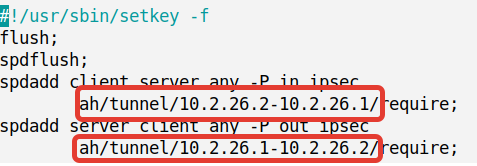 #!/usr/sbin/setkey -f
flush;
spdflush;
spdadd client server any -P in ipsec
ah/tunnel/10.2.26.2-10.2.26.1/require;
spdadd server client any -P out ipsec
ah/tunnel/10.2.26.1-10.2.26.2/require;